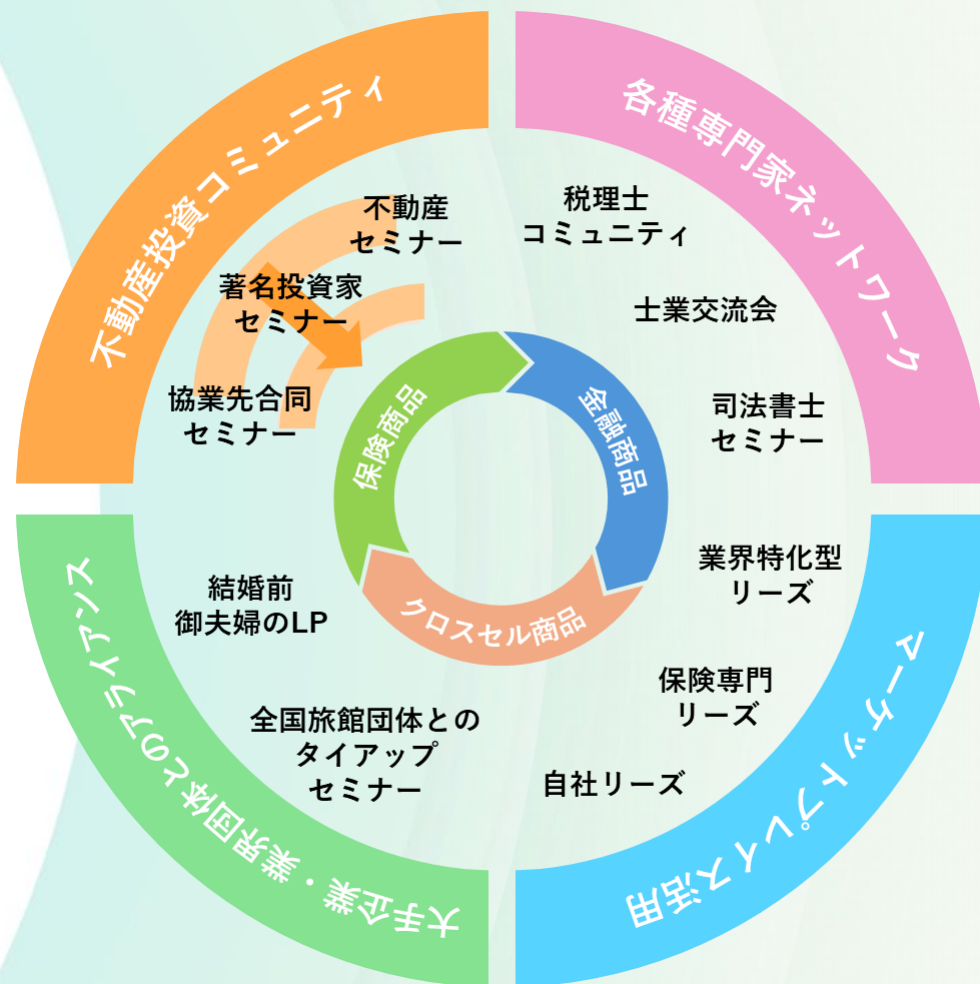 不動産投資コミュニティ
各種専門家ネットワーク
不動産
セミナー
著名投資家
セミナー
協業先合同
セミナー
税理士
コミュニティ
士業交流会
司法書士
セミナー
保険商品
金融商品
クロスセル商品
結婚前
御夫婦のLP
全国旅館団体との
タイアップ
セミナー
業界特化型
リーズ
保険専門
リーズ
自社リーズ
大手企業・業界団体とのアライアンス
マーケットプレイス活用